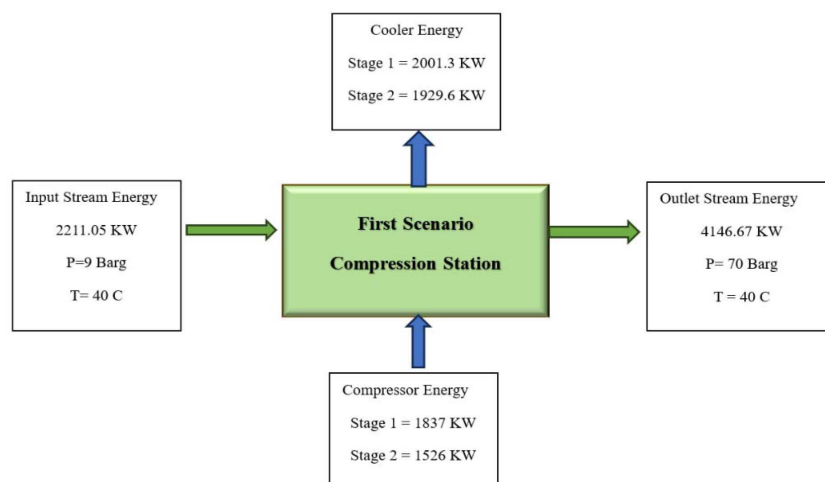 Cooler Energy
Stage 1 = 2001.3 KW
Stage 2 = 1929.6 KW
Input Stream Energy
2211.05 KW
P=9 Barg
T= 40 C
First Scenario
Compression Station
Outlet Stream Energy
4146.67 KW
P= 70 Barg
T = 40 C
Compressor Energy
Stage 1 = 1837 KW
Stage 2 = 1526 KW